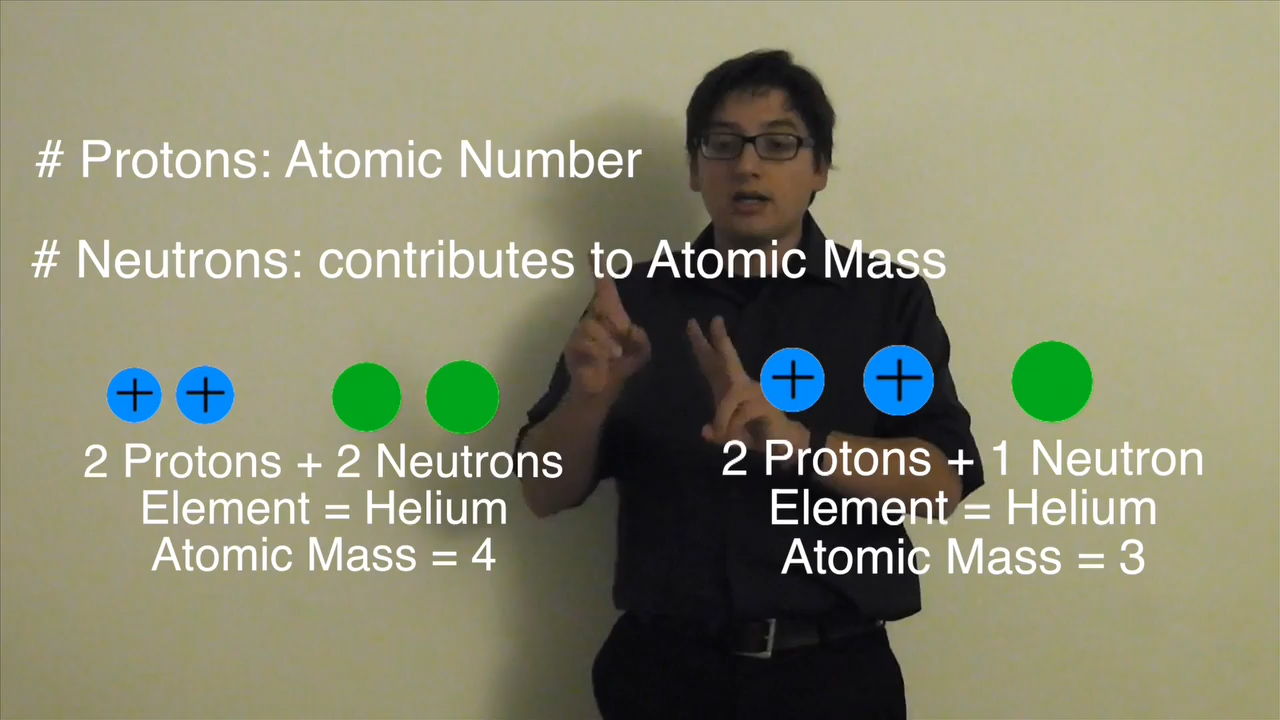 # Protons: Atomic Number
# Neutrons: contributes to Atomic Mass
+ +
+ +
2 Protons + 2 Neutrons
Element = Helium
Atomic Mass = 4
2 Protons + 1 Neutron
Element = Helium
Atomic Mass = 3